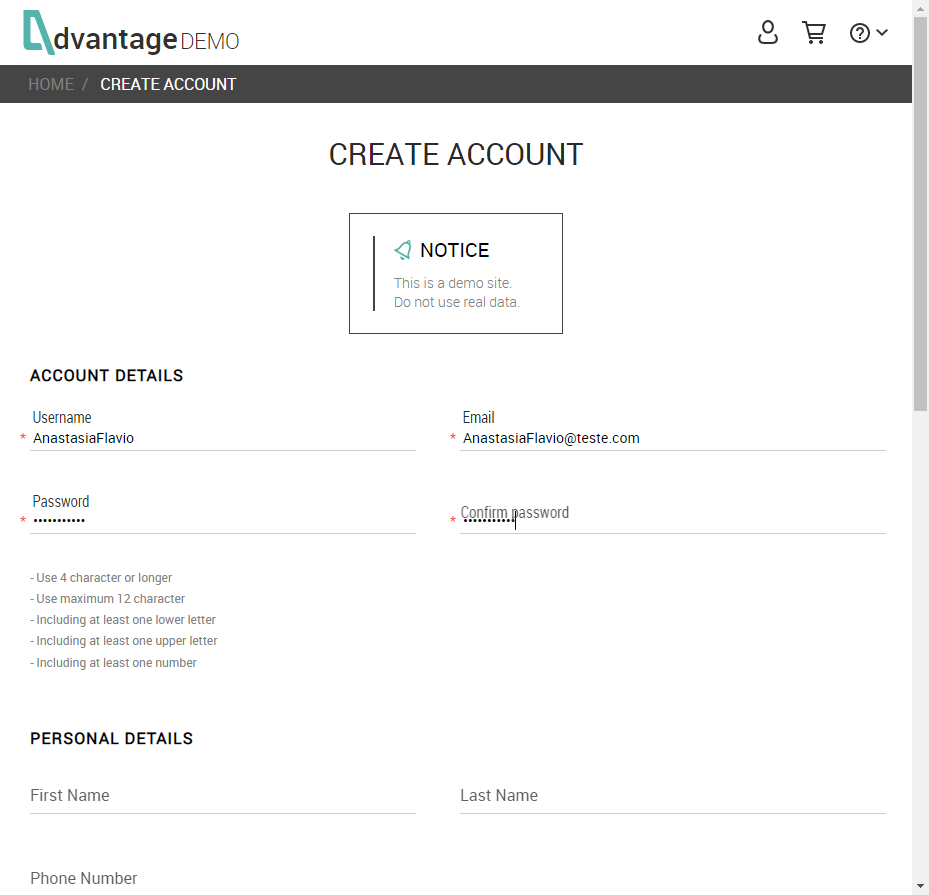 dvantage DEMO
HOME / CREATE ACCOUNT
CREATE ACCOUNT
NOTICE
This is a demo site.
Do not use real data.
ACCOUNT DETAILS
Username
* AnastasiaFlavio
Email
* AnastasiaFlavio@teste.com
Password
* •••••••••••
Confirm password
* •••••••••••
- Use 4 character or longer
- Use maximum 12 character
- Including at least one lower letter
- Including at least one upper letter
- Including at least one number
PERSONAL DETAILS
First Name
Last Name
Phone Number